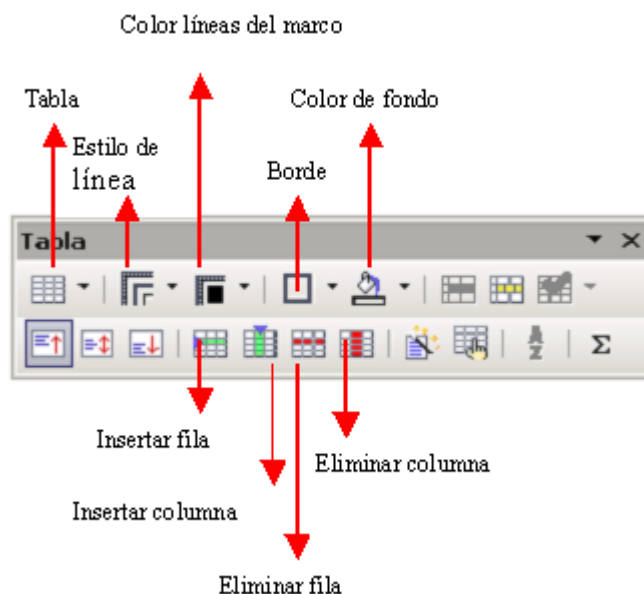 Color líneas del marco
Tabla
Color de fondo
Estilo de
línea
Borde
Tabla
A
Z
Σ
Insertar fila
Eliminar columna
Insertar columna
Eliminar fila